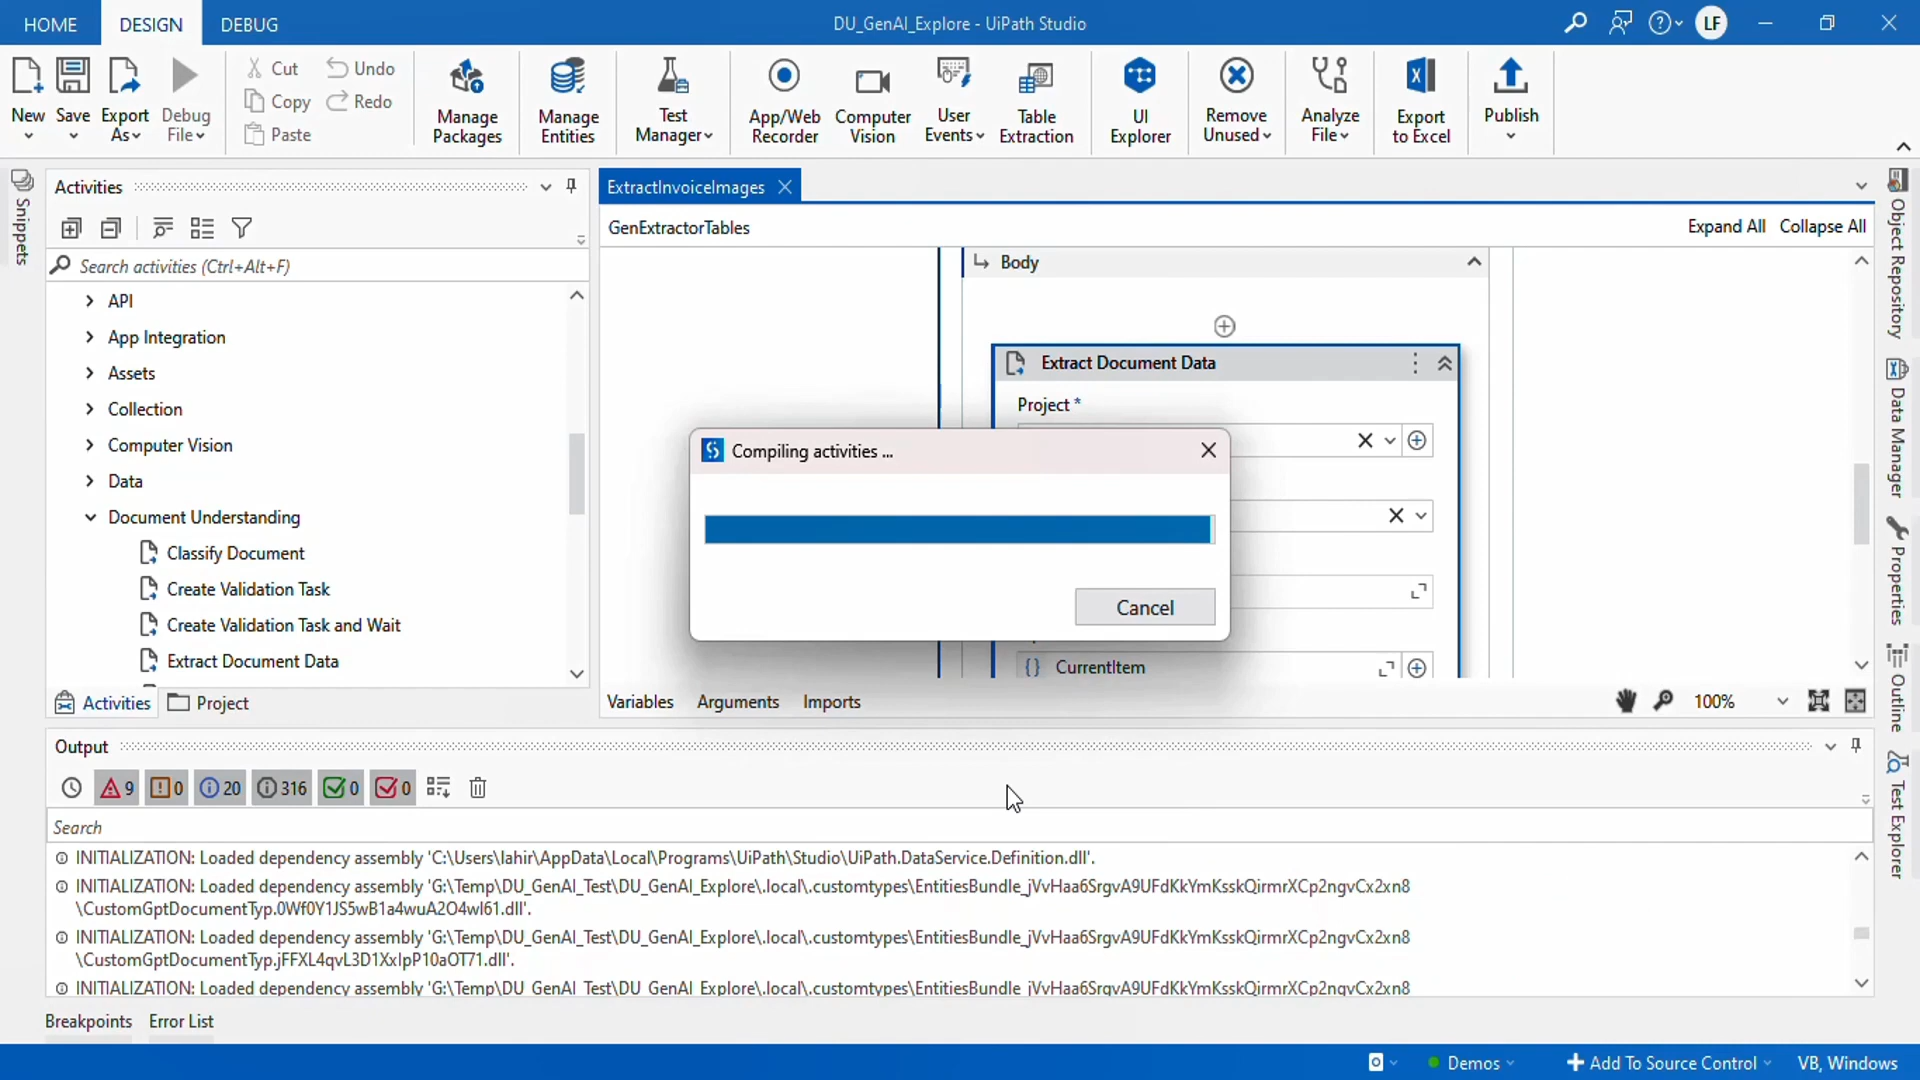 HOME DESIGN DEBUG DU_GenAI_Explore - UiPath Studio LF
New Save Export As Debug File
Cut Undo
Copy Redo
Paste
Manage Packages
Manage Entities
Test Manager
App/Web Recorder
Computer Vision
User Events
Table Extraction
UI Explorer
Remove Unused
Analyze File
Export to Excel
Publish
Snippets
Activities
Search activities (Ctrl+Alt+F)
API
App Integration
Assets
Collection
Computer Vision
Data
Document Understanding
Classify Document
Create Validation Task
Create Validation Task and Wait
Extract Document Data
Activities Project
ExtractInvoiceImages
GenExtractorTables Expand All Collapse All
Body
Extract Document Data
Project *
Compiling activities ...
Cancel
CurrentItem
Variables Arguments Imports 100%
Object Repository
Data Manager
Properties
Outline
Test Explorer
Output
9 0 20 316 0 0
Search
INITIALIZATION: Loaded dependency assembly 'C:\Users\lahir\AppData\Local\Programs\UiPath\Studio\UiPath.DataService.Definition.dll'.
INITIALIZATION: Loaded dependency assembly 'G:\Temp\DU_GenAI_Test\DU_GenAI_Explore\.local\.customtypes\EntitiesBundle_jVvHaa6SrgvA9UFdKkYmKsskQirmrXCp2ngvCx2xn8
\CustomGptDocumentTyp.0Wf0Y1JS5wB1a4wuA2O4wl61.dll'.
INITIALIZATION: Loaded dependency assembly 'G:\Temp\DU_GenAI_Test\DU_GenAI_Explore\.local\.customtypes\EntitiesBundle_jVvHaa6SrgvA9UFdKkYmKsskQirmrXCp2ngvCx2xn8
\CustomGptDocumentTyp.jFFXL4qvL3D1XxIpP10aOT71.dll'.
INITIALIZATION: Loaded dependency assembly 'G:\Temp\DU_GenAI_Test\DU_GenAI_Explore\.local\.customtypes\EntitiesBundle_jVvHaa6SrgvA9UFdKkYmKsskQirmrXCp2ngvCx2xn8
Breakpoints Error List
Demos Add To Source Control VB, Windows